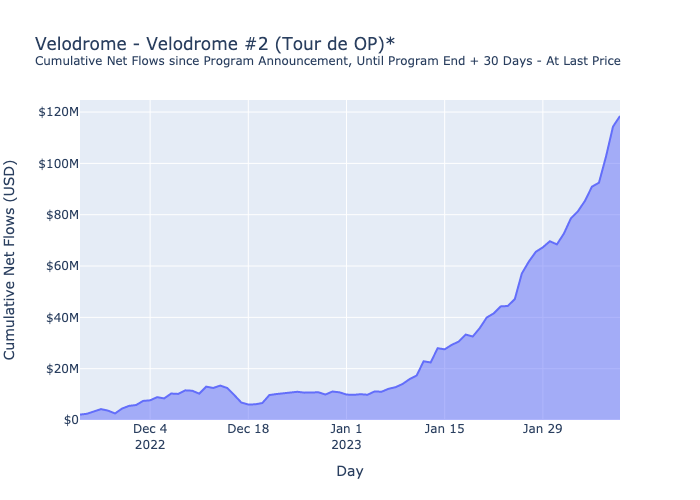 Velodrome - Velodrome #2 (Tour de OP)*
Cumulative Net Flows since Program Announcement, Until Program End + 30 Days - At Last Price
Cumulative Net Flows (USD)
$120M
$100M
$80M
$60M
$40M
$20M
$0
Dec 4 Dec 18 Jan 1 Jan 15 Jan 29
2022 2023
Day